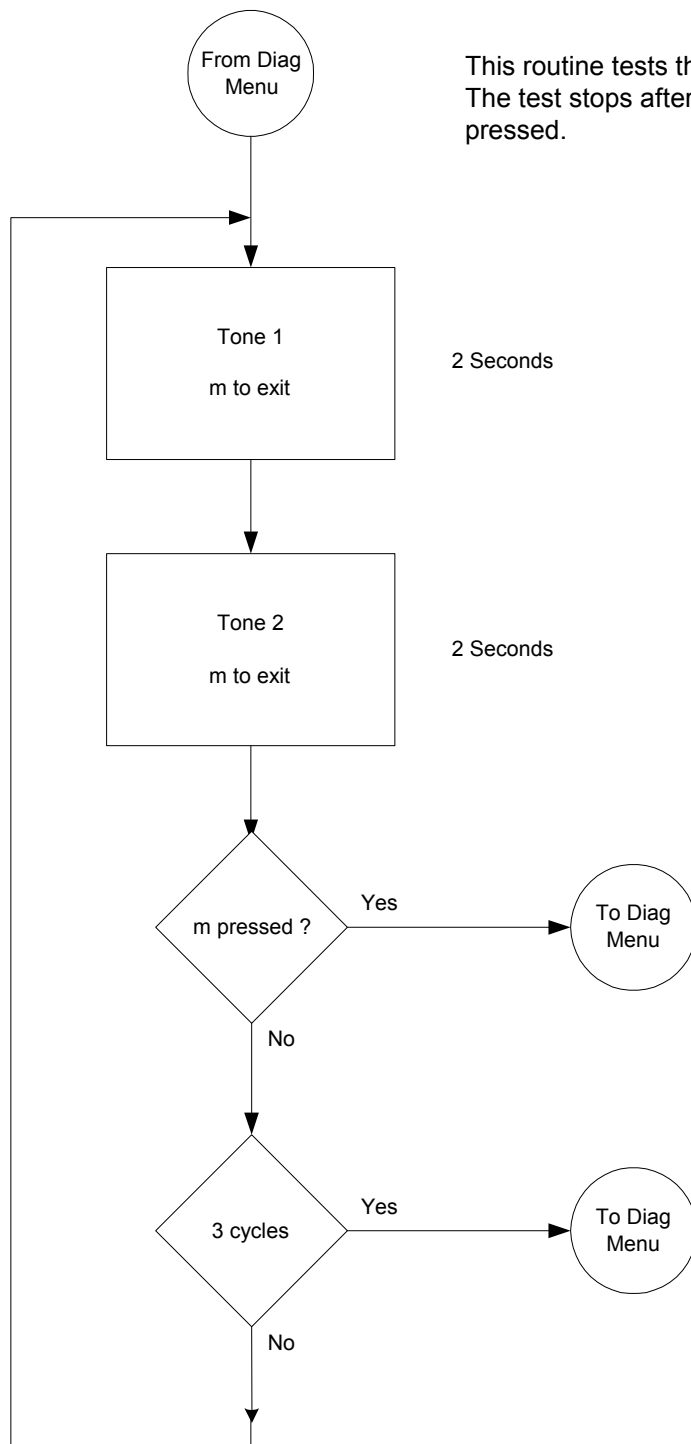 From Diag
Menu
This routine tests
The test stops after
pressed.
Tone 1
m to exit
2 Seconds
Tone 2
m to exit
2 Seconds
m pressed ?
Yes
To Diag
Menu
No
3 cycles
Yes
To Diag
Menu
No